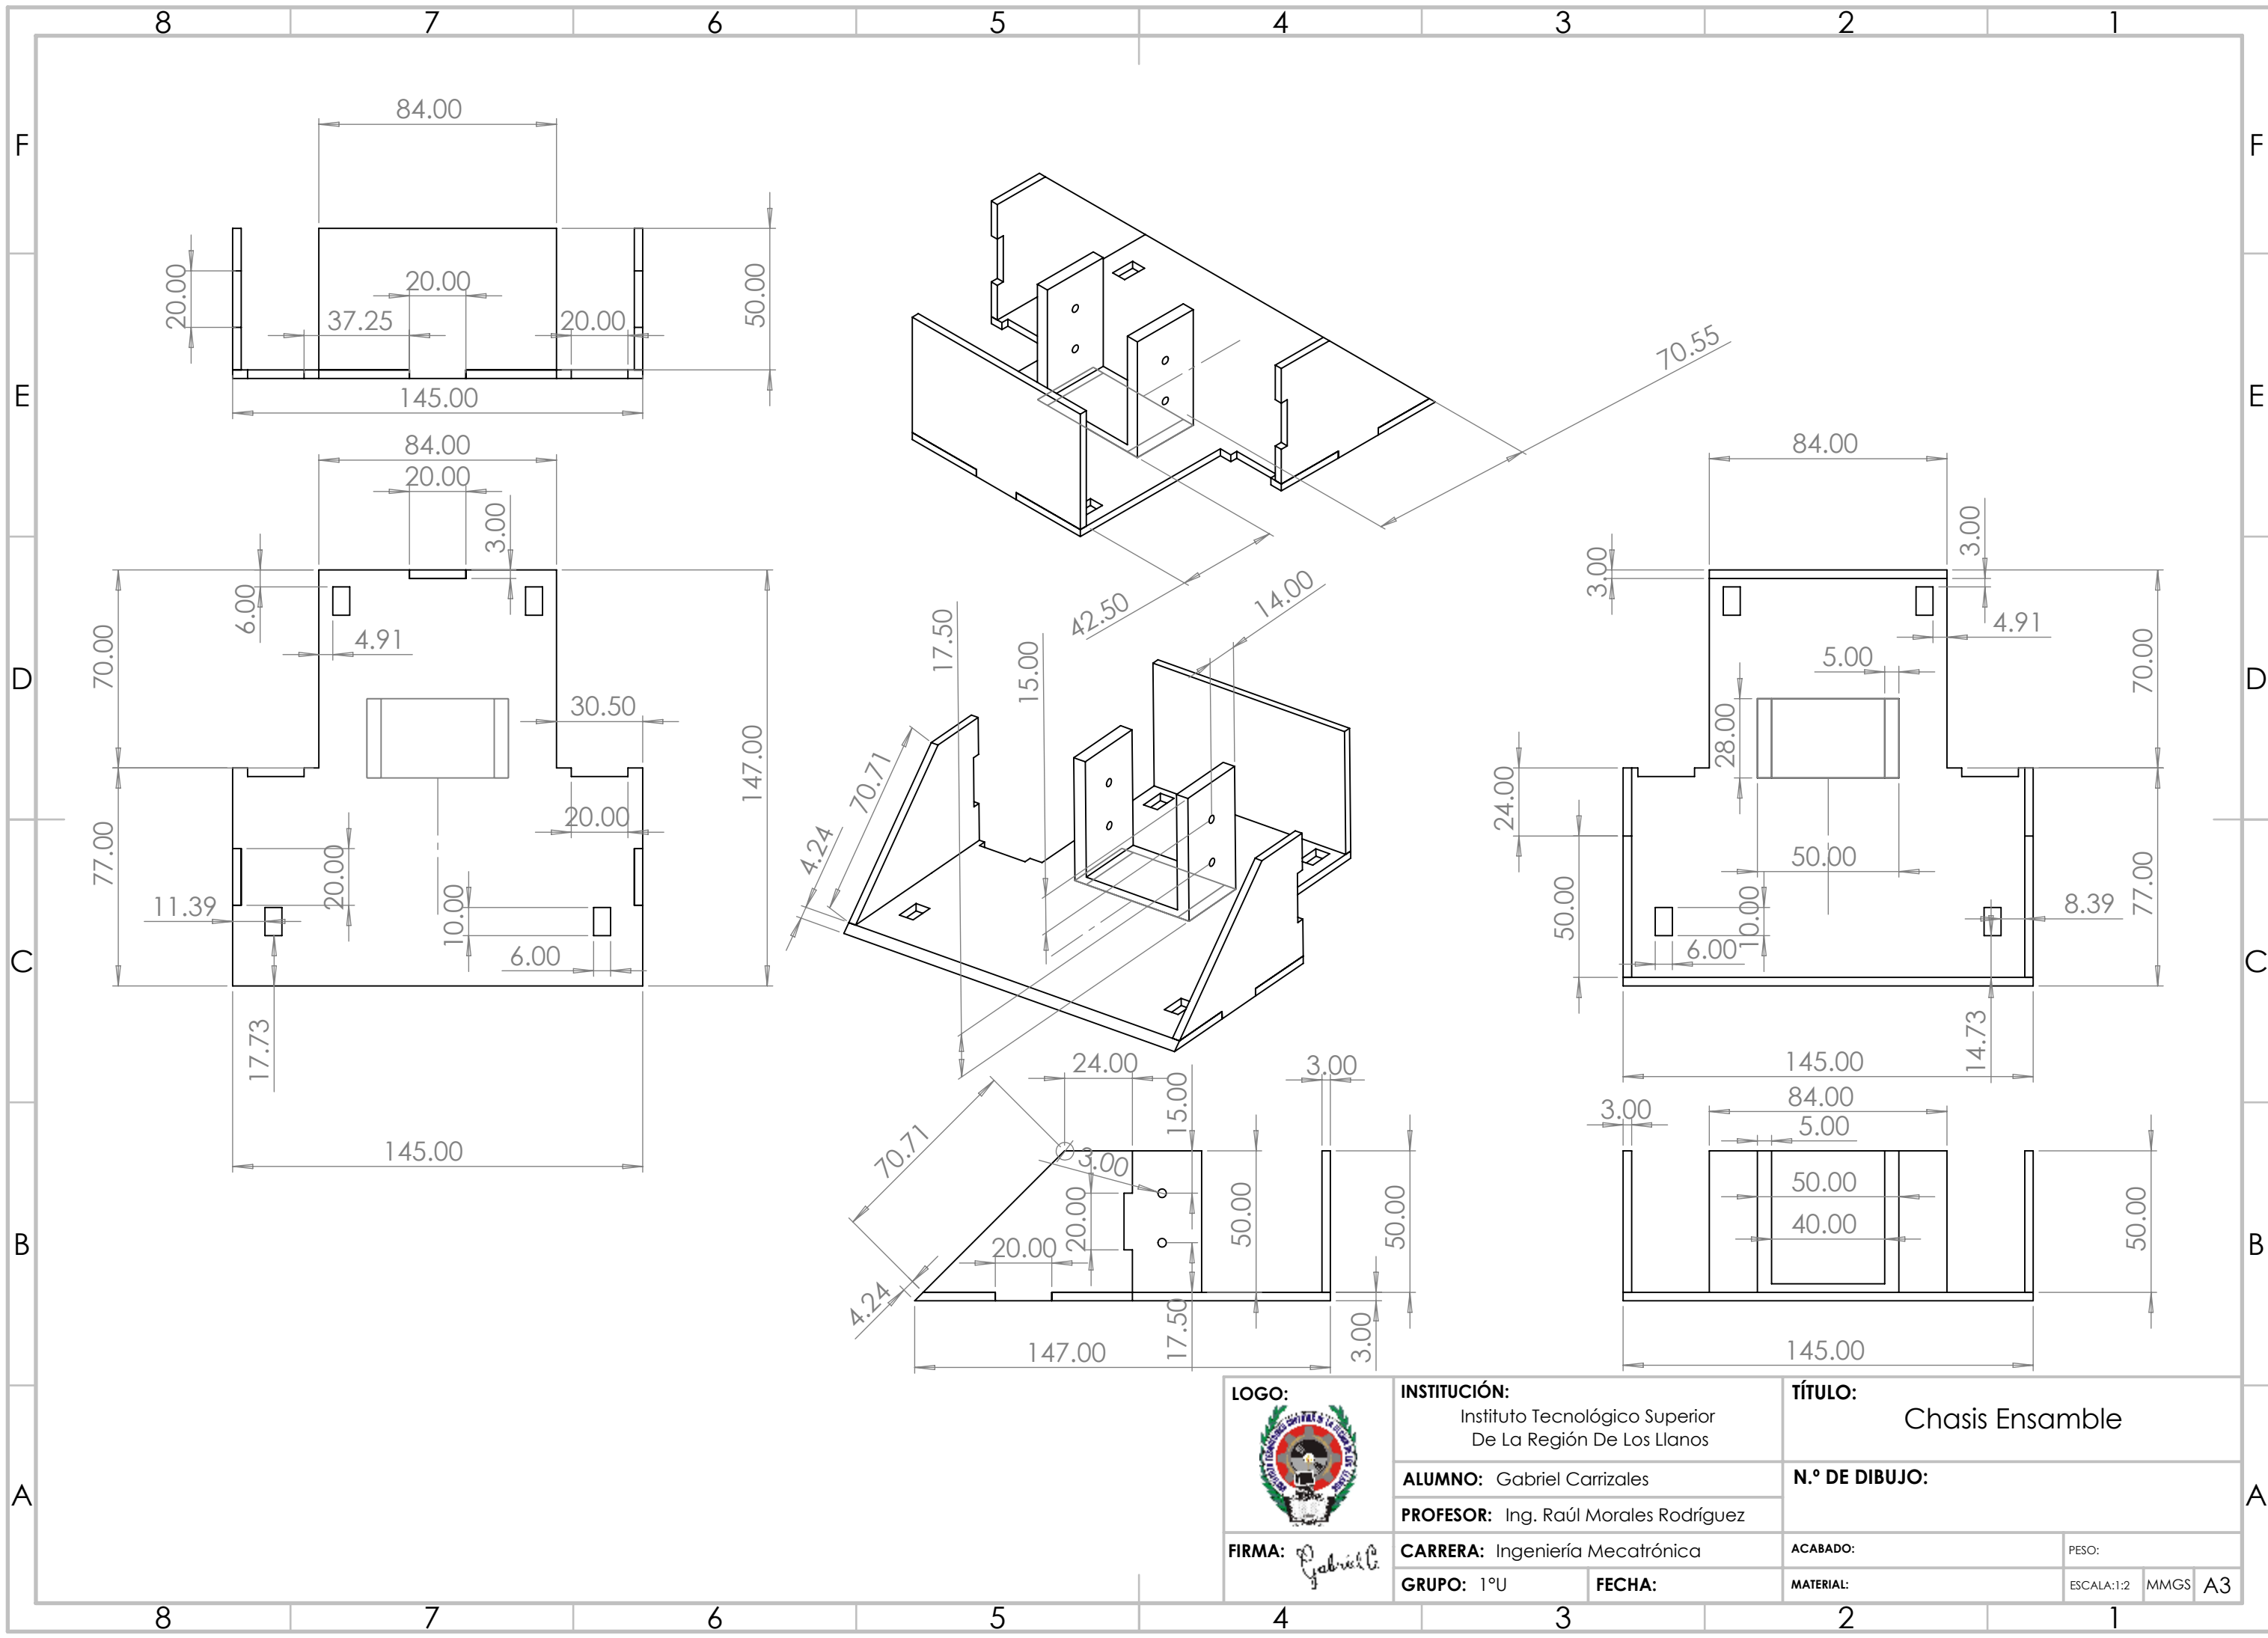 8 7 6 5 4 3 2 1
F
E
D
C
B
A
F
E
D
C
B
A
84.00
20.00
20.00
37.25
20.00
50.00
145.00
84.00
20.00
3.00
6.00
4.91
70.00
30.50
147.00
77.00
20.00
20.00
11.39
10.00
6.00
17.73
145.00
70.55
42.50
14.00
17.50
15.00
70.71
4.24
24.00
15.00
3.00
70.71
3.00
20.00
20.00
50.00
50.00
4.24
17.50
3.00
147.00
84.00
3.00
3.00
4.91
5.00
70.00
28.00
24.00
50.00
50.00
77.00
10.00
8.39
6.00
14.73
145.00
84.00
3.00
5.00
50.00
40.00
50.00
145.00
LOGO:
FIRMA: Gabriel C.
INSTITUCIÓN:
Instituto Tecnológico Superior
De La Región De Los Llanos
ALUMNO: Gabriel Carrizales
PROFESOR: Ing. Raúl Morales Rodríguez
CARRERA: Ingeniería Mecatrónica
GRUPO: 1°U FECHA:
TÍTULO:
Chasis Ensamble
N.º DE DIBUJO:
ACABADO: PESO:
MATERIAL: ESCALA:1:2 MMGS A3
8 7 6 5 4 3 2 1